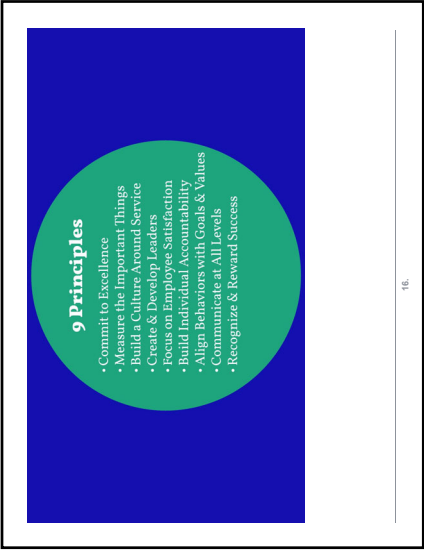 9 Principles
• Commit to Excellence
• Measure the Important Things
• Build a Culture Around Service
• Create & Develop Leaders
• Focus on Employee Satisfaction
• Build Individual Accountability
• Align Behaviors with Goals & Values
• Communicate at All Levels
• Recognize & Reward Success
16.